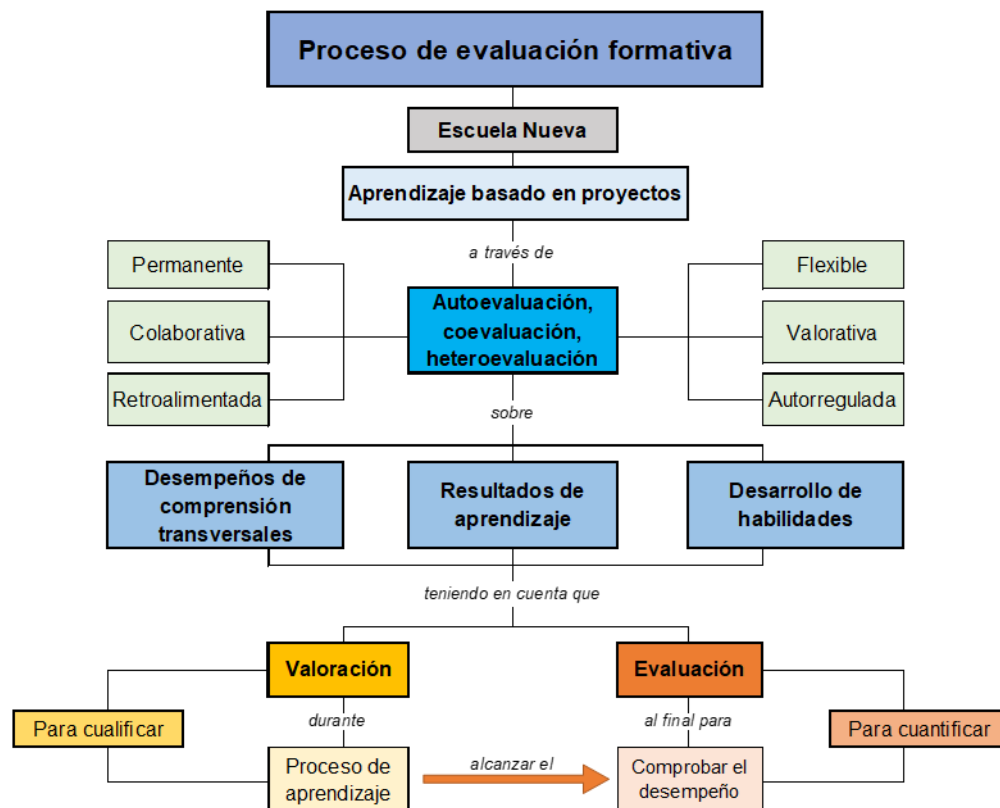 Proceso de evaluación formativa
Escuela Nueva
Aprendizaje basado en proyectos
a través de
Permanente
Colaborativa
Retroalimentada
Autoevaluación,
coevaluación,
heteroevaluación
Flexible
Valorativa
Autorregulada
sobre
Desempeños de
comprensión
transversales
Resultados de
aprendizaje
Desarrollo de
habilidades
teniendo en cuenta que
Valoración
Evaluación
Para cualificar
durante
al final para
Para cuantificar
Proceso de
aprendizaje
alcanzar el
Comprobar el
desempeño